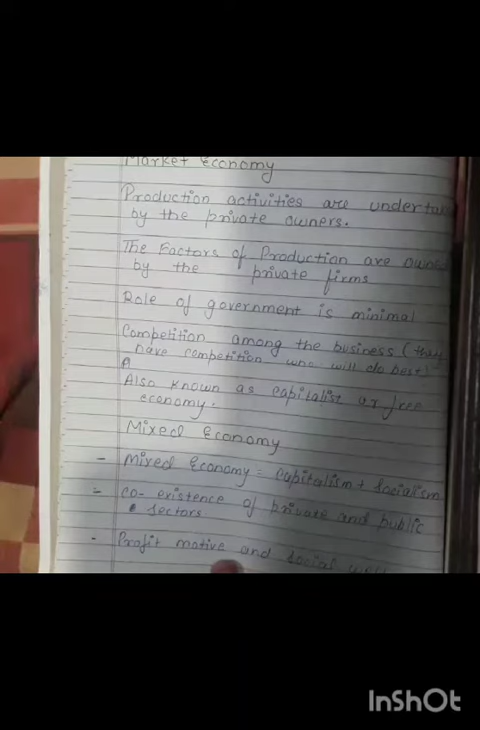 Market Economy
Production activities are undertak
by the private owners.
The Factors of Production are owne
by the private firms
Role of government is minimal
Competition among the business (they
have competition who will do best)
A
Also known as capitalist or free
economy.
Mixed Economy
- Mixed Economy = Capitalism + Socialism
- co-existence of private and public
sectors
- Profit motive and social wel
InShOt